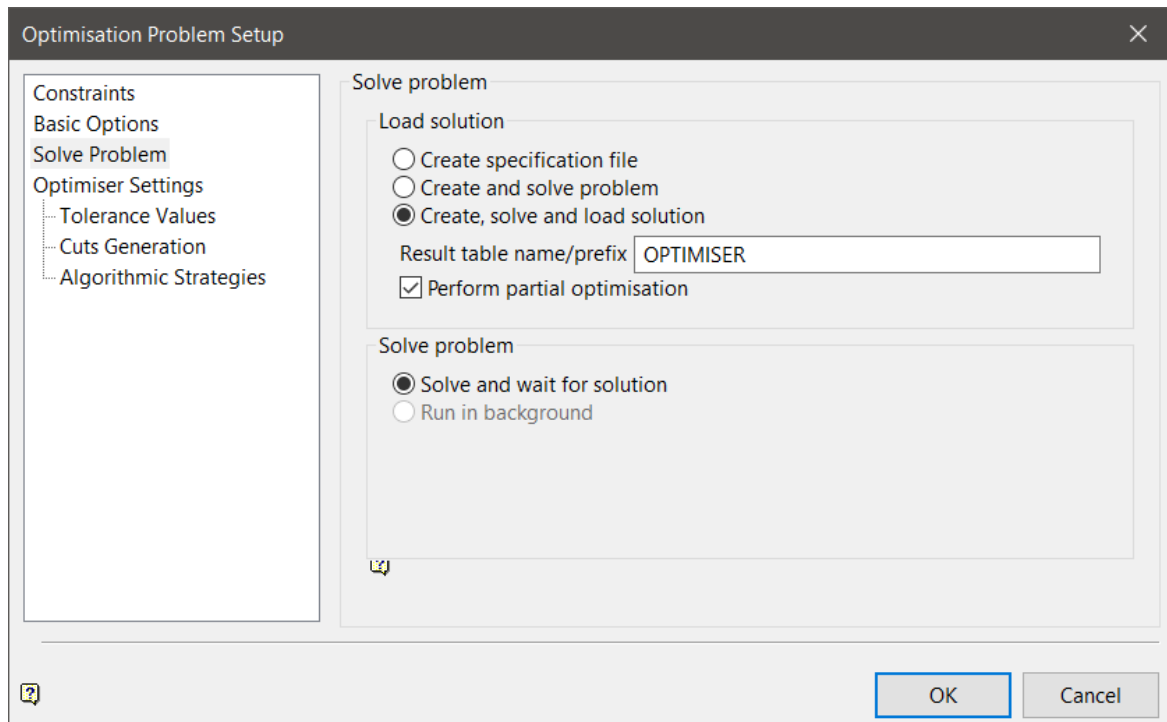 Optimisation Problem Setup
Constraints
Basic Options
Solve Problem
Optimiser Settings
Tolerance Values
Cuts Generation
Algorithmic Strategies
Solve problem
Load solution
Create specification file
Create and solve problem
Create, solve and load solution
Result table name/prefix OPTIMISER
Perform partial optimisation
Solve problem
Solve and wait for solution
Run in background
OK Cancel